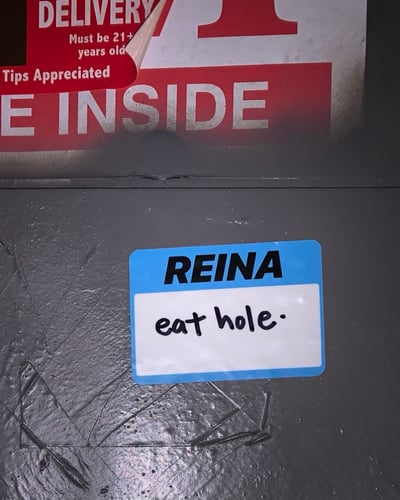 DELIVERY
Must be 21+
years old
Tips Appreciated
E INSIDE
REINA
eat hole.